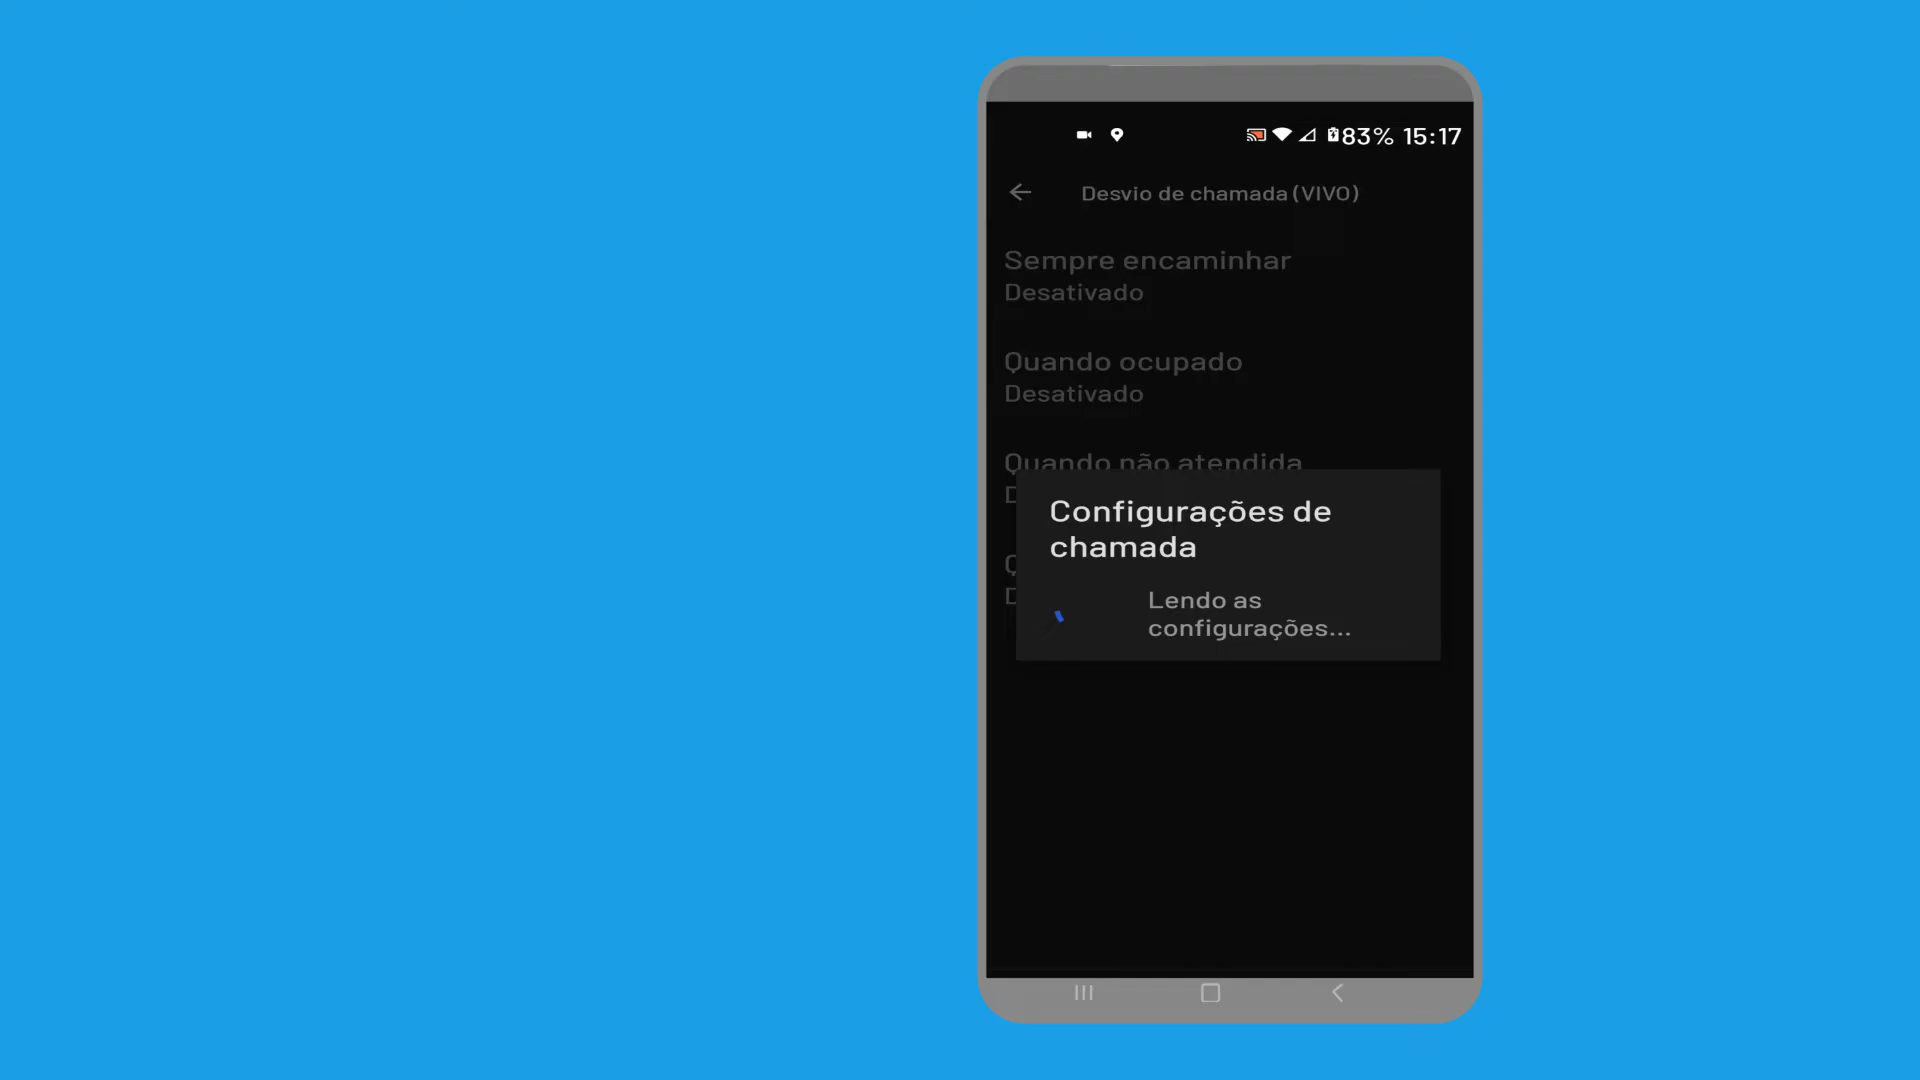 83% 15:17
Desvio de chamada (VIVO)
Sempre encaminhar
Desativado
Quando ocupado
Desativado
Quando não atendida
Configurações de
chamada
Lendo as
configurações...